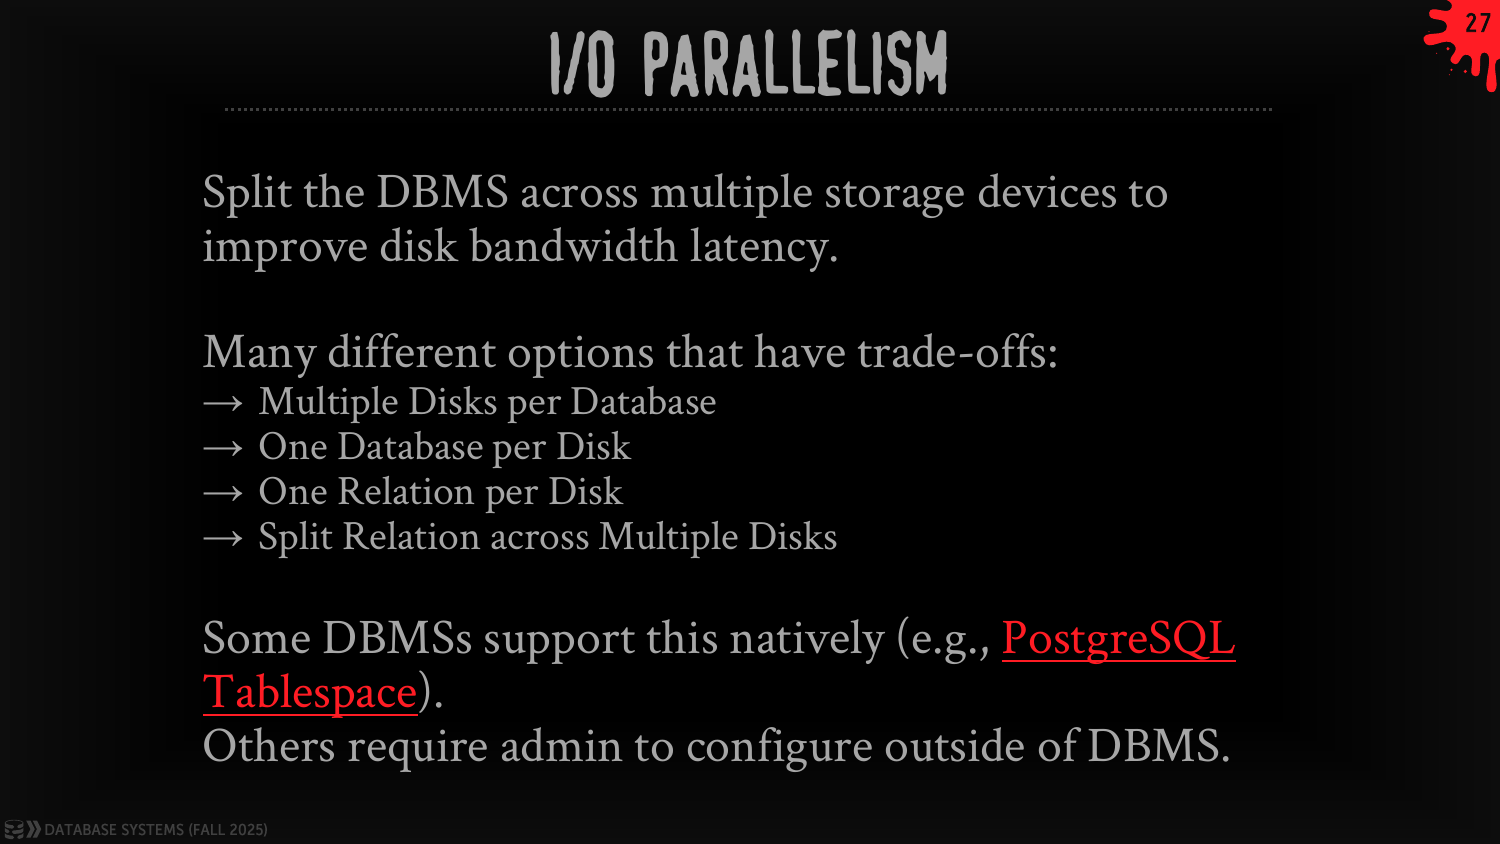 27
I/O PARALLELISM
Split the DBMS across multiple storage devices to
improve disk bandwidth latency.
Many different options that have trade-offs:
→ Multiple Disks per Database
→ One Database per Disk
→ One Relation per Disk
→ Split Relation across Multiple Disks
Some DBMSs support this natively (e.g., PostgreSQL
Tablespace).
Others require admin to configure outside of DBMS.
DATABASE SYSTEMS (FALL 2025)